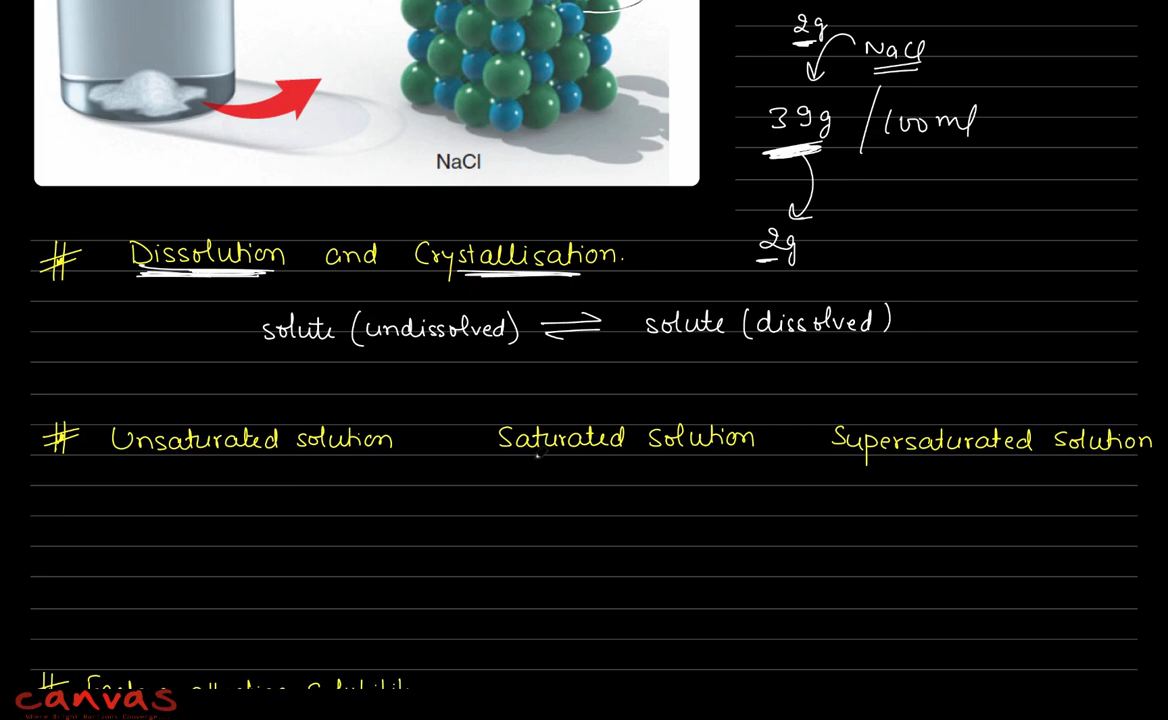 2g
NaCl
NaCl
39g / 100ml
2g
# Dissolution and Crystallisation.
solute (undissolved) ⇌ solute (dissolved)
# Unsaturated solution Saturated solution Supersaturated solution
#
canvas